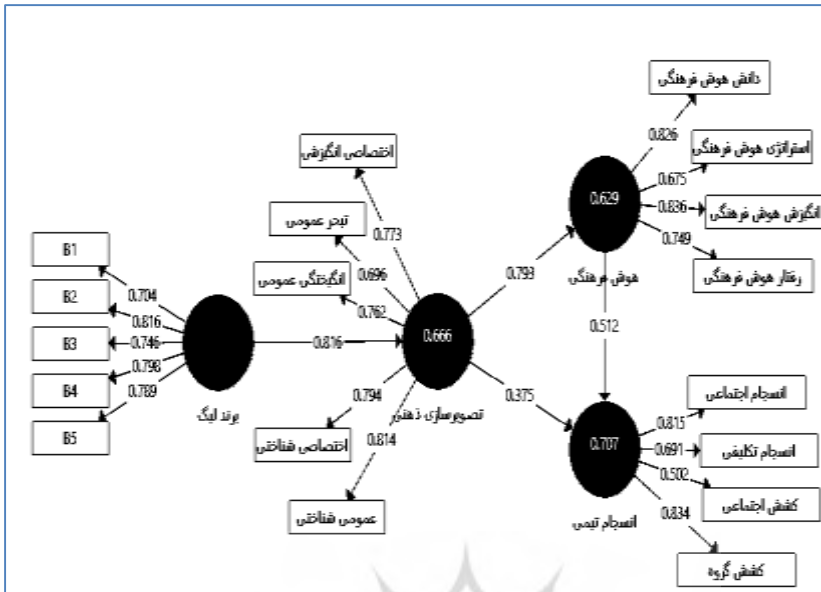 دانش هوش فرهنگی
0.826
استراتژی هوش فرهنگی
0.675
انگیزش هوش فرهنگی
0.836
رفتار هوش فرهنگی
0.749
0.629
هوش فرهنگی
اختصاصی انگیزشی
0.773
تبحر عمومی
0.696
انگیختگی عمومی
0.762
B1
0.704
B2
0.816
B3
0.746
B4
0.798
B5
0.789
برند لیگ
0.816
0.666
تصویرسازی ذهنی
0.793
0.512
0.375
0.794
اختصاصی شناختی
0.814
عمومی شناختی
0.707
انسجام تیمی
0.815
انسجام اجتماعی
0.691
انسجام تکلیفی
0.502
کشش اجتماعی
0.834
کشش گروه